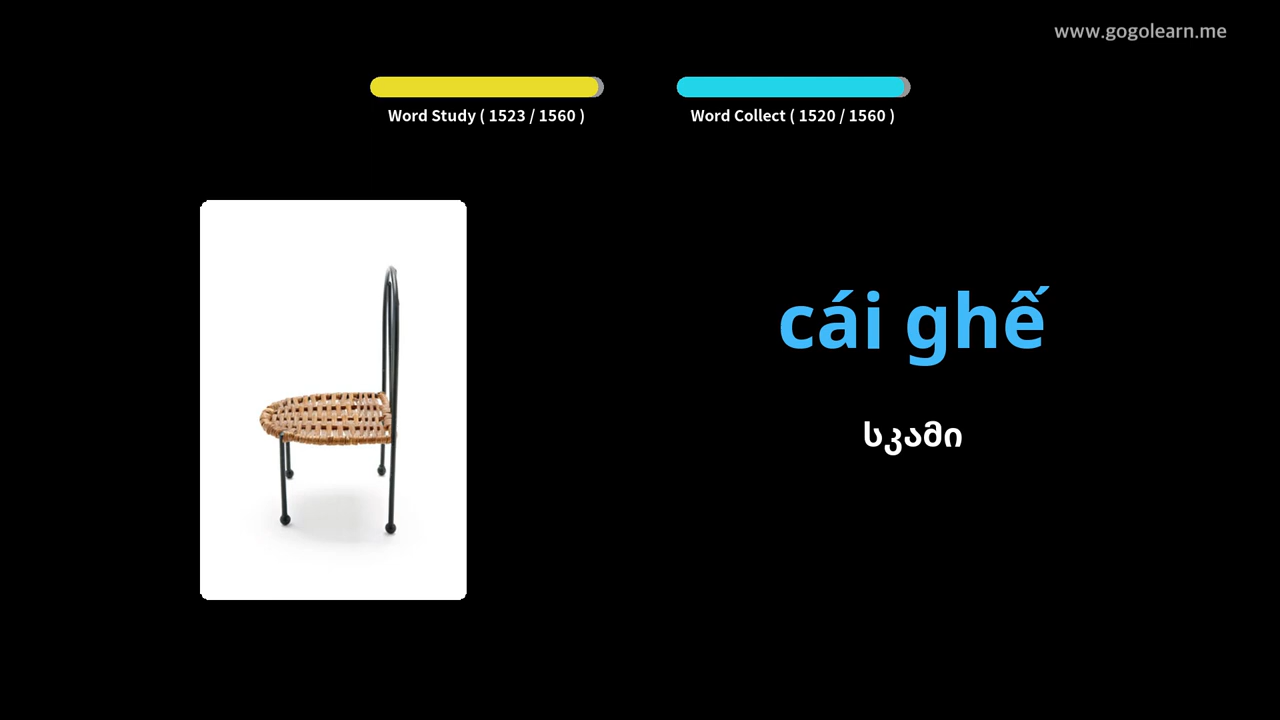 www.gogolearn.me
Word Study ( 1523 / 1560 )
Word Collect ( 1520 / 1560 )
cái ghế
სკამი